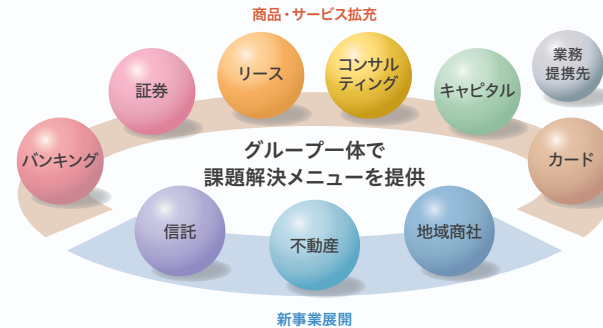 商品・サービス拡充
業務
提携先
コンサル
ティング
リース
証券
キャピタル
バンキング
カード
グループ一体で
課題解決メニューを提供
信託
不動産
地域商社
新事業展開